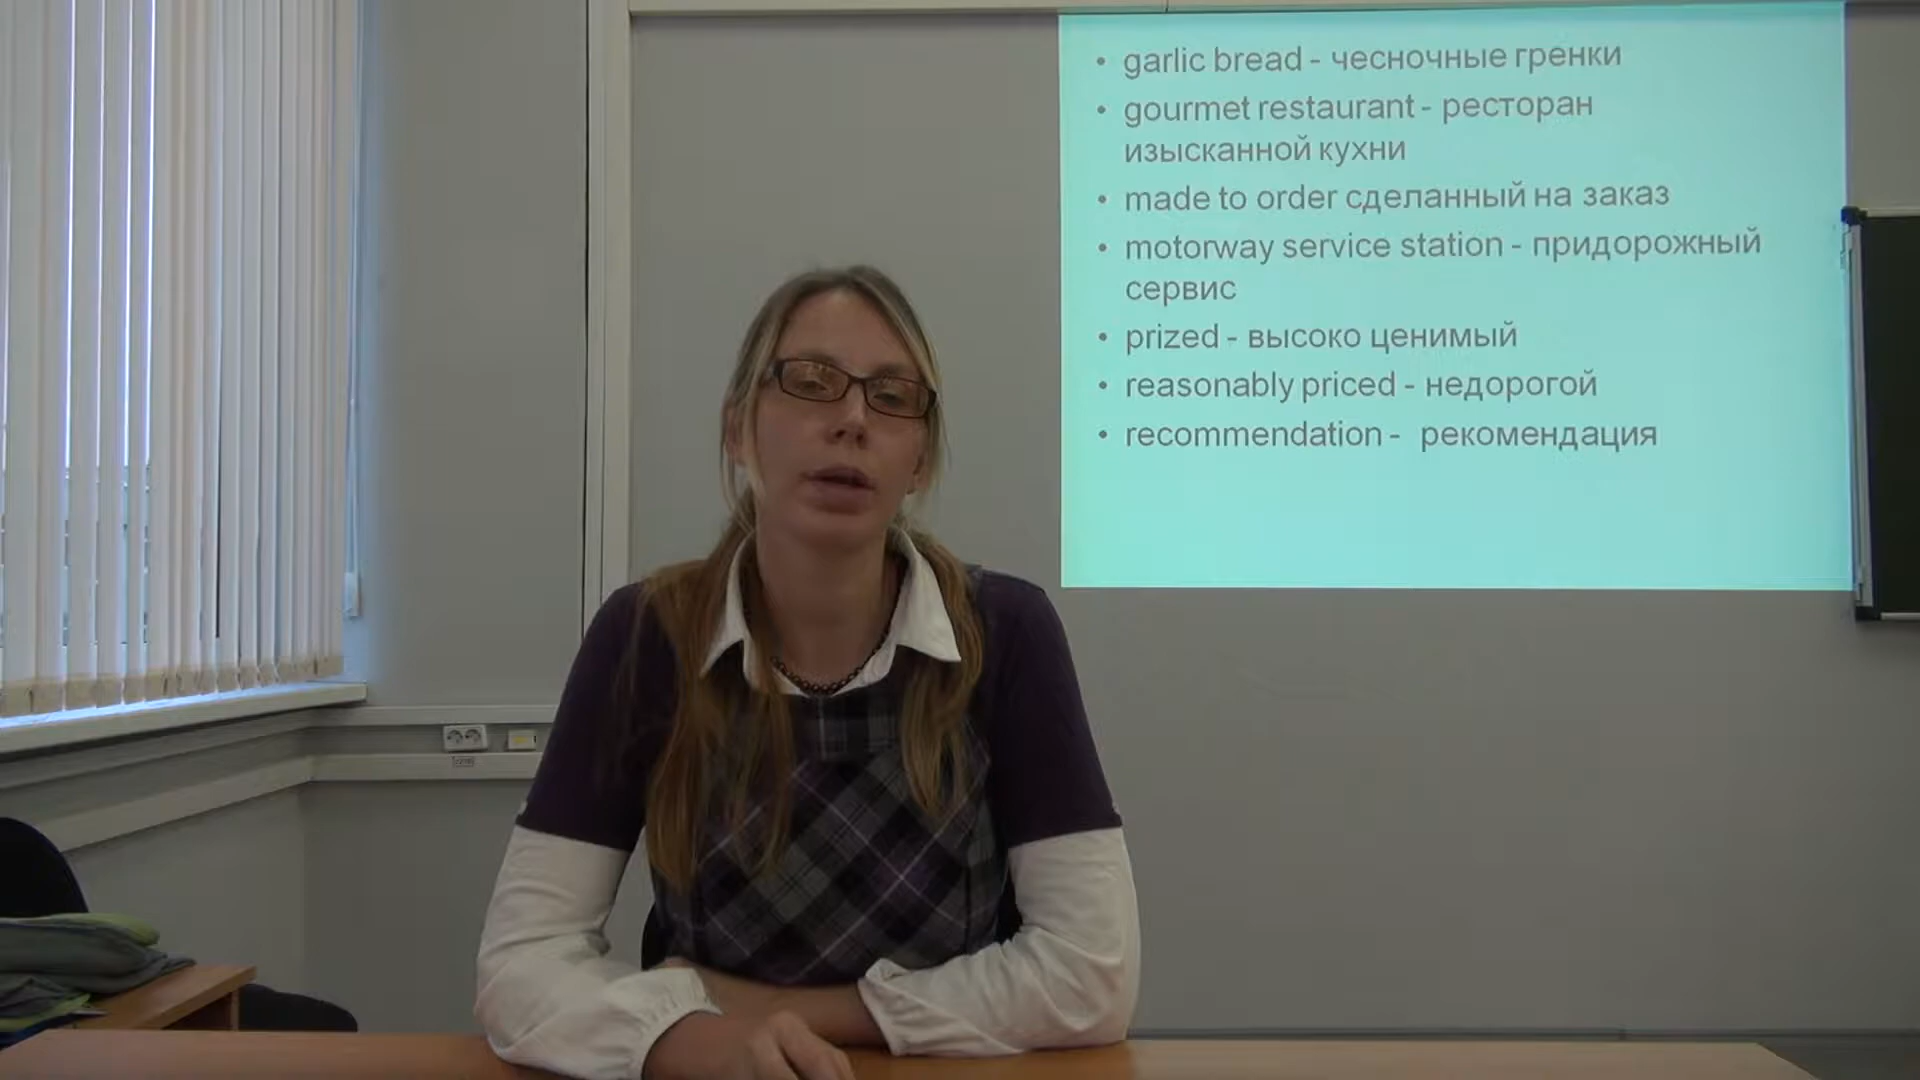 • garlic bread - чесночные гренки
• gourmet restaurant - ресторан
изысканной кухни
• made to order сделанный на заказ
• motorway service station - придорожный
сервис
• prized - высоко ценимый
• reasonably priced - недорогой
• recommendation - рекомендация